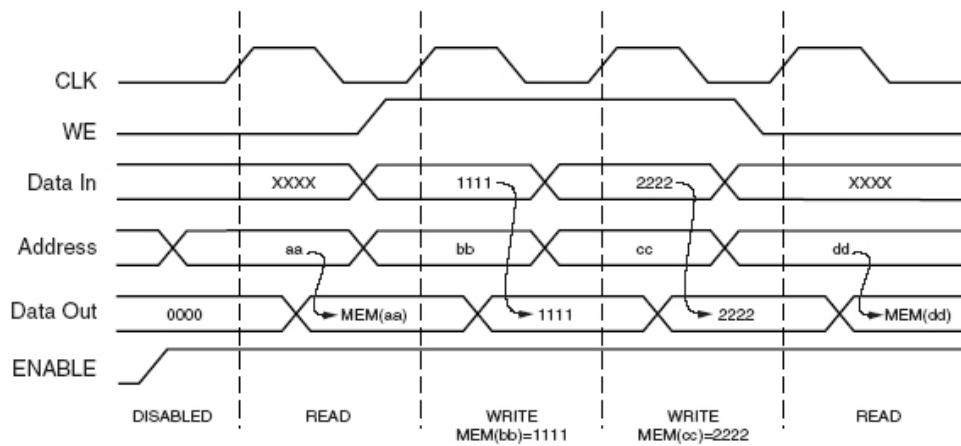 CLK
WE
Data In XXXX 1111 2222 XXXX
Address aa bb cc dd
Data Out 0000 MEM(aa) 1111 2222 MEM(dd)
ENABLE
DISABLED READ WRITE WRITE READ
MEM(bb)=1111 MEM(cc)=2222